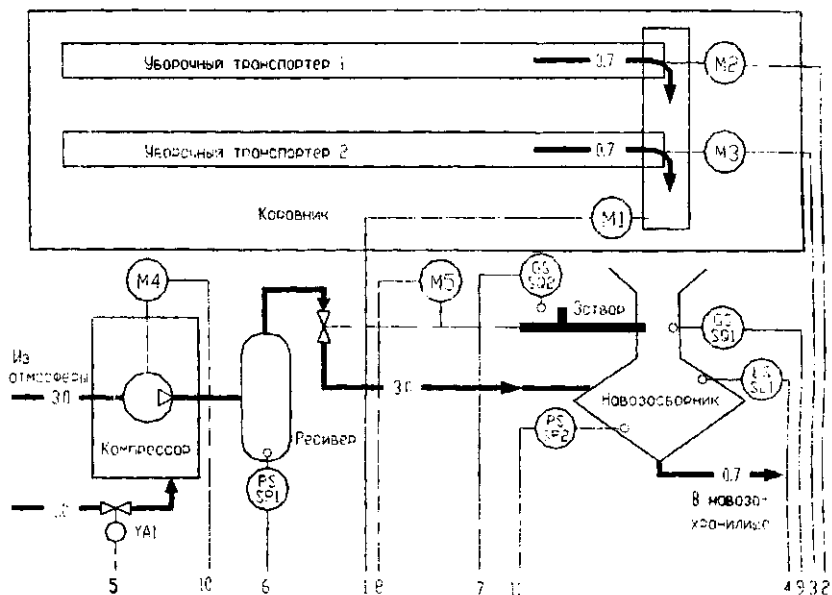 Уборочный транспортер 1
0.7
M2
Уборочный транспортер 2
0.7
M3
Коровник
M1
M4
M5
GS
SQ2
Затвор
GS
SQ1
Из
атмосферы
3.0
3.0
LS
SL1
Навозосборник
Компрессор
Ресивер
PS
SP2
PS
SP1
0.7
В навозо-
хранилище
YA1
5 10 6 1 8 7 11 4 9 3 2